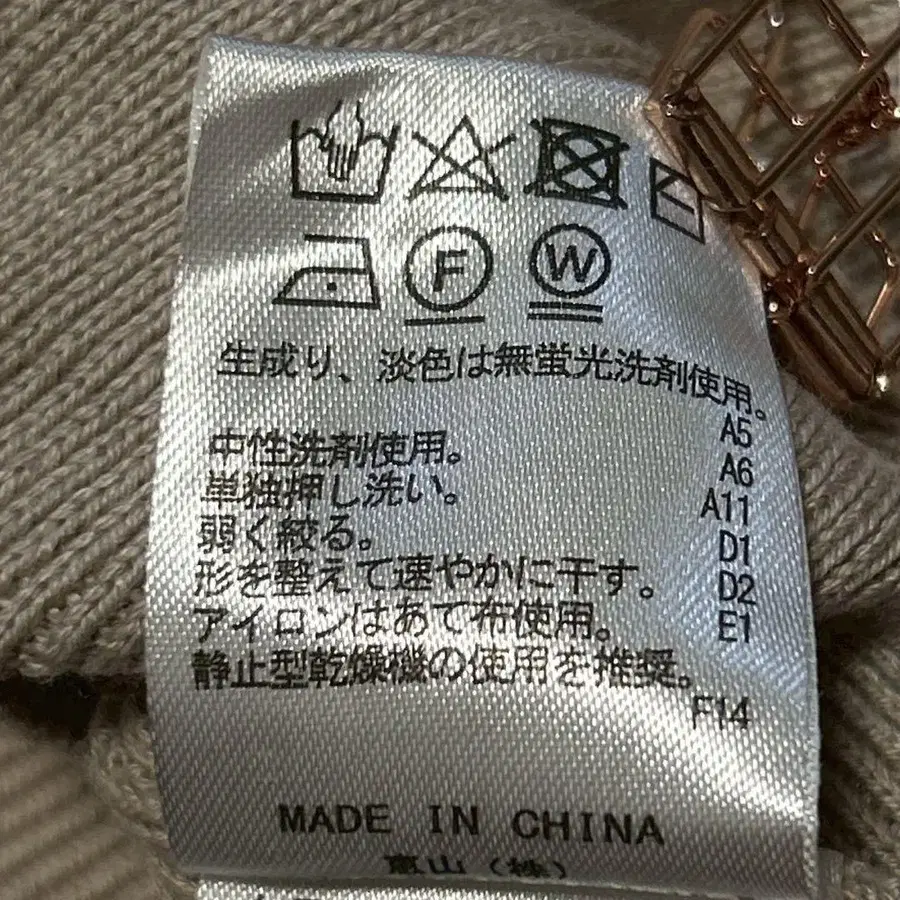 F W
生成り、淡色は無蛍光洗剤使用。
A5
中性洗剤使用。
A6
単独押し洗い。
A11
弱く絞る。
D1
形を整えて速やかに干す。
D2
アイロンはあて布使用。
E1
静止型乾燥機の使用を推奨。
F14
MADE IN CHINA
山(株)